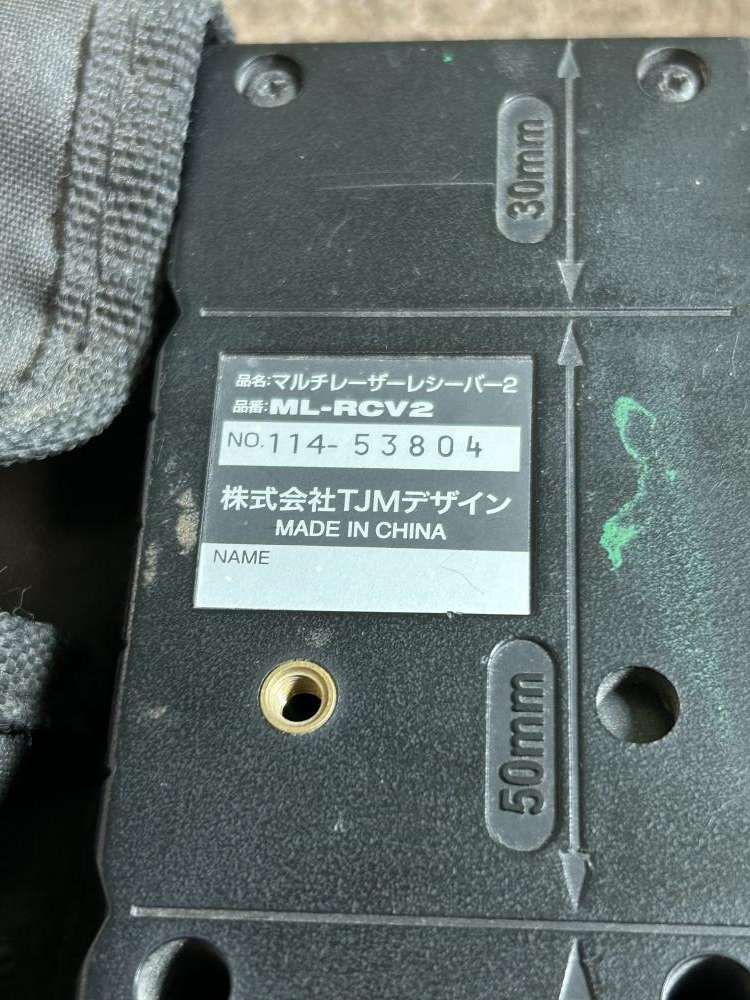 30mm
品名:マルチレーザーレシーバー2
品番:ML-RCV2
NO.114-53804
株式会社TJMデザイン
MADE IN CHINA
NAME
50mm